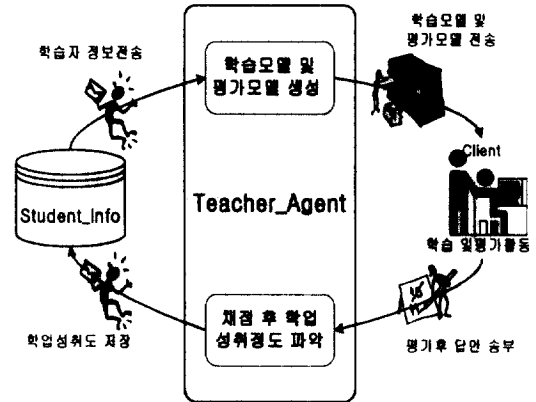 학습자 정보전송
학습모델 및
평가모델 생성
학습모델 및
평가모델 전송
Client
학습 및평가활동
Student_Info
Teacher_Agent
채점 후 학업
성취정도 파악
학업성취도 저장
평가후 답안 송부